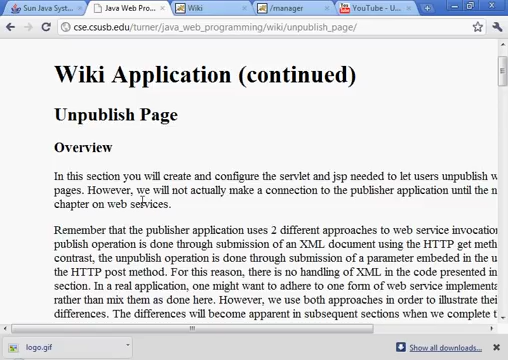 Sun Java Syst
Java Web Pro...
Wiki
/manager
YouTube - U...
cse.csusb.edu/turner/java_web_programming/wiki/unpublish_page/
Wiki Application (continued)
Unpublish Page
Overview
In this section you will create and configure the servlet and jsp needed to let users unpublish w
pages. However, we will not actually make a connection to the publisher application until the n
chapter on web services.
Remember that the publisher application uses 2 different approaches to web service invocation
publish operation is done through submission of an XML document using the HTTP get meth
contrast, the unpublish operation is done through submission of a parameter embeded in the u
the HTTP post method. For this reason, there is no handling of XML in the code presented in
section. In a real application, one might want to adhere to one form of web service implementa
rather than mix them as done here. However, we use both approaches in order to illustrate thei
differences. The differences will become apparent in subsequent sections when we complete t
logo.gif
Show all downloads...